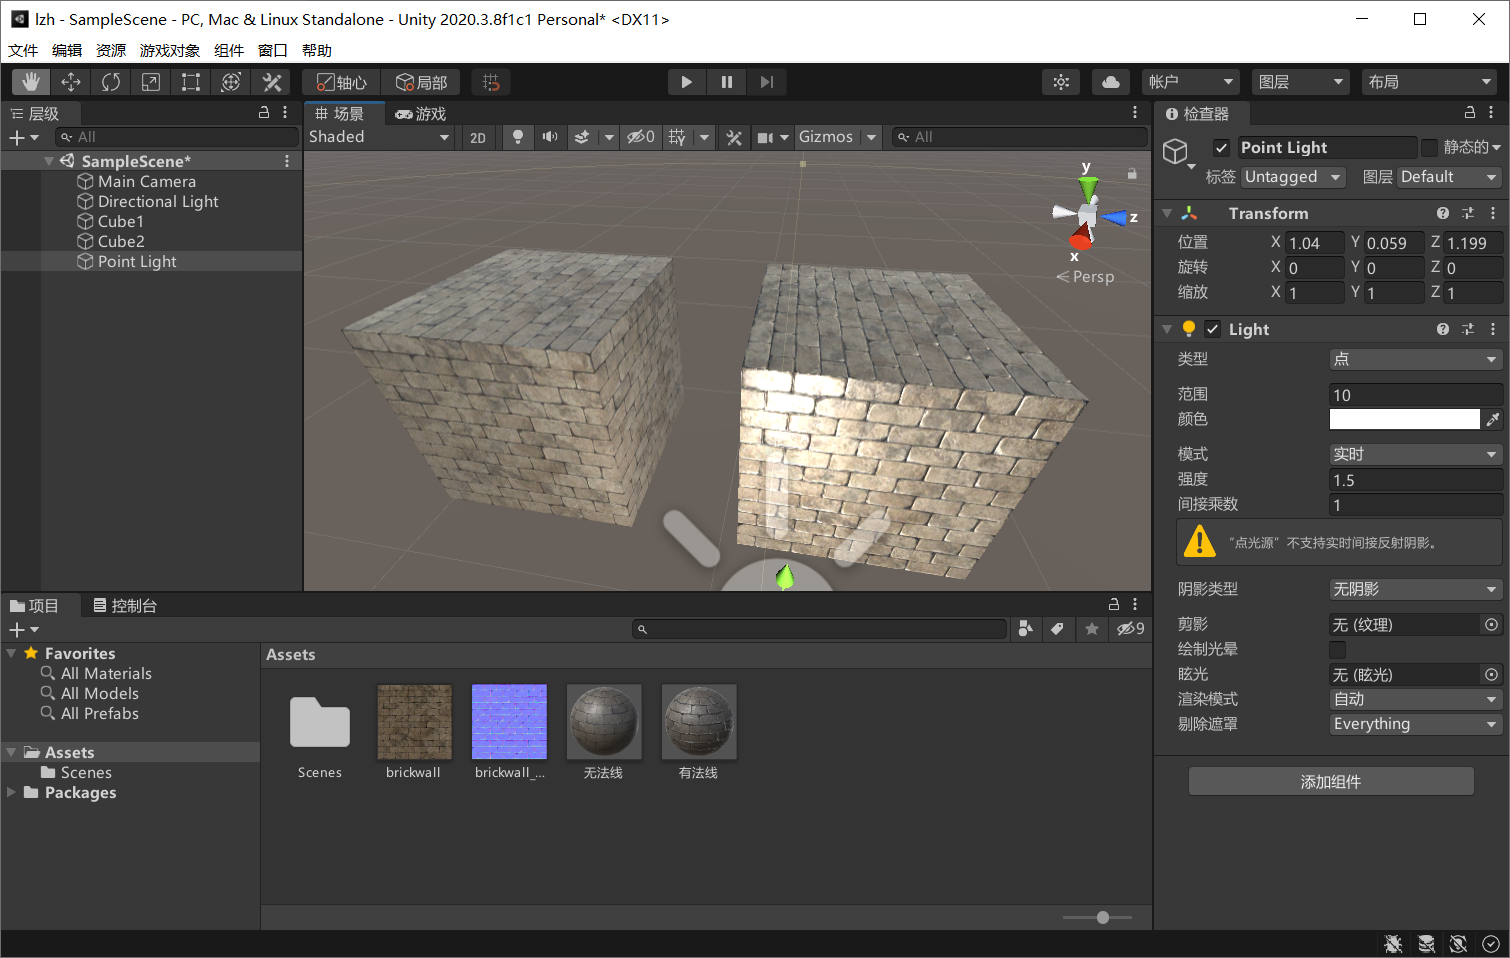 lzh - SampleScene - PC, Mac & Linux Standalone - Unity 2020.3.8f1c1 Personal* <DX11>
文件 编辑 资源 游戏对象 组件 窗口 帮助
轴心 局部 帐户 图层 布局
层级
All
SampleScene*
Main Camera
Directional Light
Cube1
Cube2
Point Light
场景 游戏
Shaded 2D 0 Gizmos All
y
z
x
Persp
检查器
Point Light 静态的
标签 Untagged 图层 Default
Transform
位置 X 1.04 Y 0.059 Z 1.199
旋转 X 0 Y 0 Z 0
缩放 X 1 Y 1 Z 1
Light
类型 点
范围 10
颜色
模式 实时
强度 1.5
间接乘数 1
“点光源” 不支持实时间接反射阴影。
阴影类型 无阴影
剪影 无 (纹理)
绘制光晕
眩光 无 (眩光)
渲染模式 自动
剔除遮罩 Everything
添加组件
项目 控制台
9
Favorites
All Materials
All Models
All Prefabs
Assets
Scenes
Packages
Assets
Scenes brickwall brickwall_... 无法线 有法线